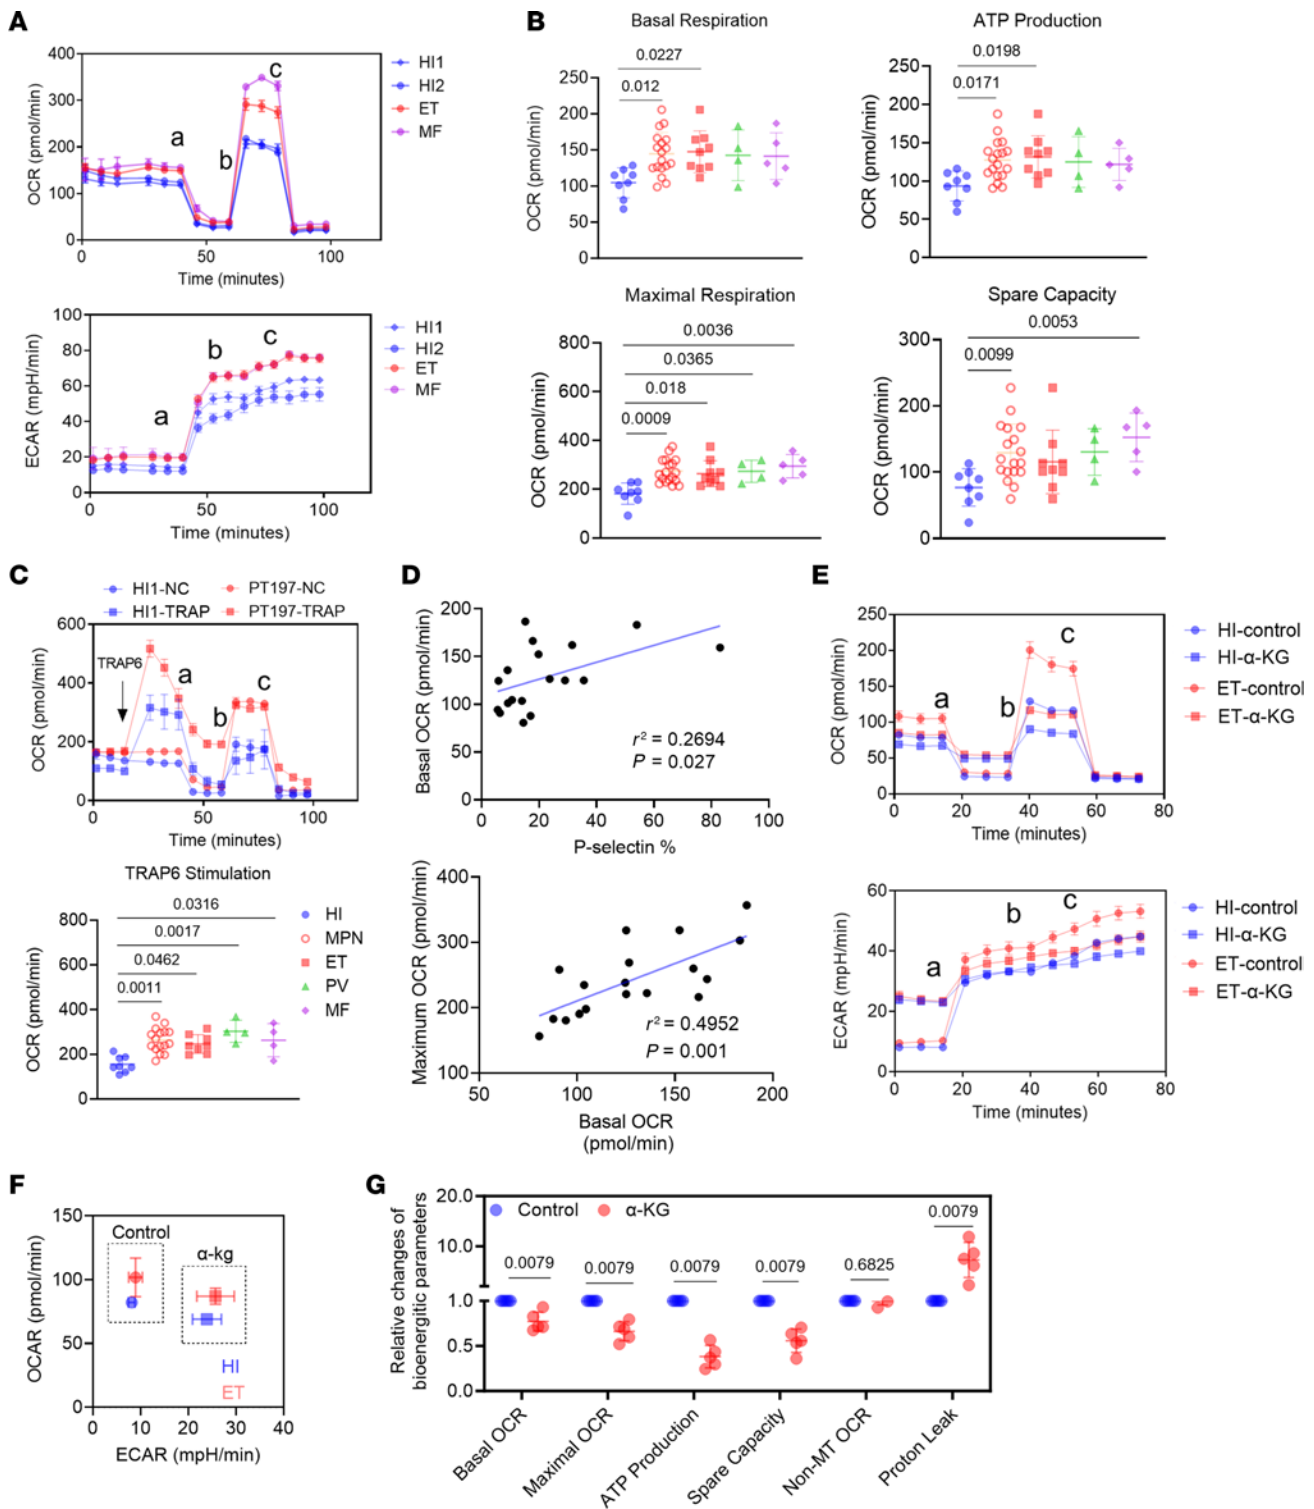 A
OCR (pmol/min)
400
300
200
100
0
0
50
100
Time (minutes)
a
b
c
HI1
HI2
ET
MF
ECAR (mpH/min)
100
80
60
40
20
0
0
50
100
Time (minutes)
a
b
c
HI1
HI2
ET
MF
B
Basal Respiration
0.0227
0.012
OCR (pmol/min)
250
200
150
100
50
0
ATP Production
0.0198
0.0171
OCR (pmol/min)
250
200
150
100
50
0
Maximal Respiration
0.0036
0.0365
0.018
0.0009
OCR (pmol/min)
800
600
400
200
0
Spare Capacity
0.0053
0.0099
OCR (pmol/min)
300
200
100
0
C
HI1-NC
PT197-NC
HI1-TRAP
PT197-TRAP
OCR (pmol/min)
600
400
200
0
TRAP6
a
b
c
0
50
100
Time (minutes)
TRAP6 Stimulation
0.0316
0.0017
0.0462
0.0011
OCR (pmol/min)
800
600
400
200
0
HI
MPN
ET
PV
MF
D
Basal OCR (pmol/min)
200
150
100
50
0
r² = 0.2694
P = 0.027
0
20
40
60
80
100
P-selectin %
Maximum OCR (pmol/min)
400
300
200
100
r² = 0.4952
P = 0.001
50
100
150
200
Basal OCR
(pmol/min)
E
OCR (pmol/min)
250
200
150
100
50
0
a
b
c
0
20
40
60
80
Time (minutes)
HI-control
HI-α-KG
ET-control
ET-α-KG
ECAR (mpH/min)
60
40
20
0
a
b
c
0
20
40
60
80
Time (minutes)
HI-control
HI-α-KG
ET-control
ET-α-KG
F
OCAR (pmol/min)
150
100
50
0
Control
α-kg
HI
ET
0
10
20
30
40
ECAR (mpH/min)
G
Relative changes of
bioenergitic parameters
20.0
10.0
1.0
0.5
0.0
Control
α-KG
0.0079
0.0079
0.0079
0.0079
0.6825
0.0079
Basal OCR
Maximal OCR
ATP Production
Spare Capacity
Non-MT OCR
Proton Leak